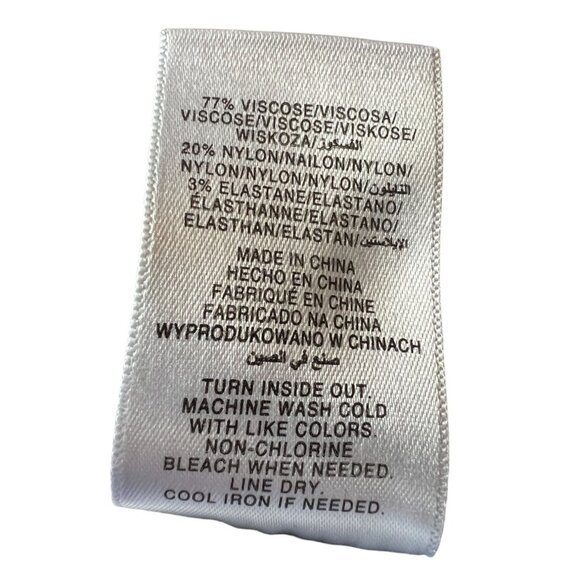 77% VISCOSE/VISCOSA/
VISCOSE/VISCOSE/VISKOSE/
WISKOZA/الفسكوز
20% NYLON/NAILON/NYLON/
NYLON/NYLON/NYLON/النايلون
3% ELASTANE/ELASTANO/
ÉLASTHANNE/ELASTANO/
ELASTHAN/ELASTAN/الإيلاستين
MADE IN CHINA
HECHO EN CHINA
FABRIQUÉ EN CHINE
FABRICADO NA CHINA
WYPRODUKOWANO W CHINACH
صنع في الصين
TURN INSIDE OUT.
MACHINE WASH COLD
WITH LIKE COLORS.
NON-CHLORINE
BLEACH WHEN NEEDED.
LINE DRY.
COOL IRON IF NEEDED.